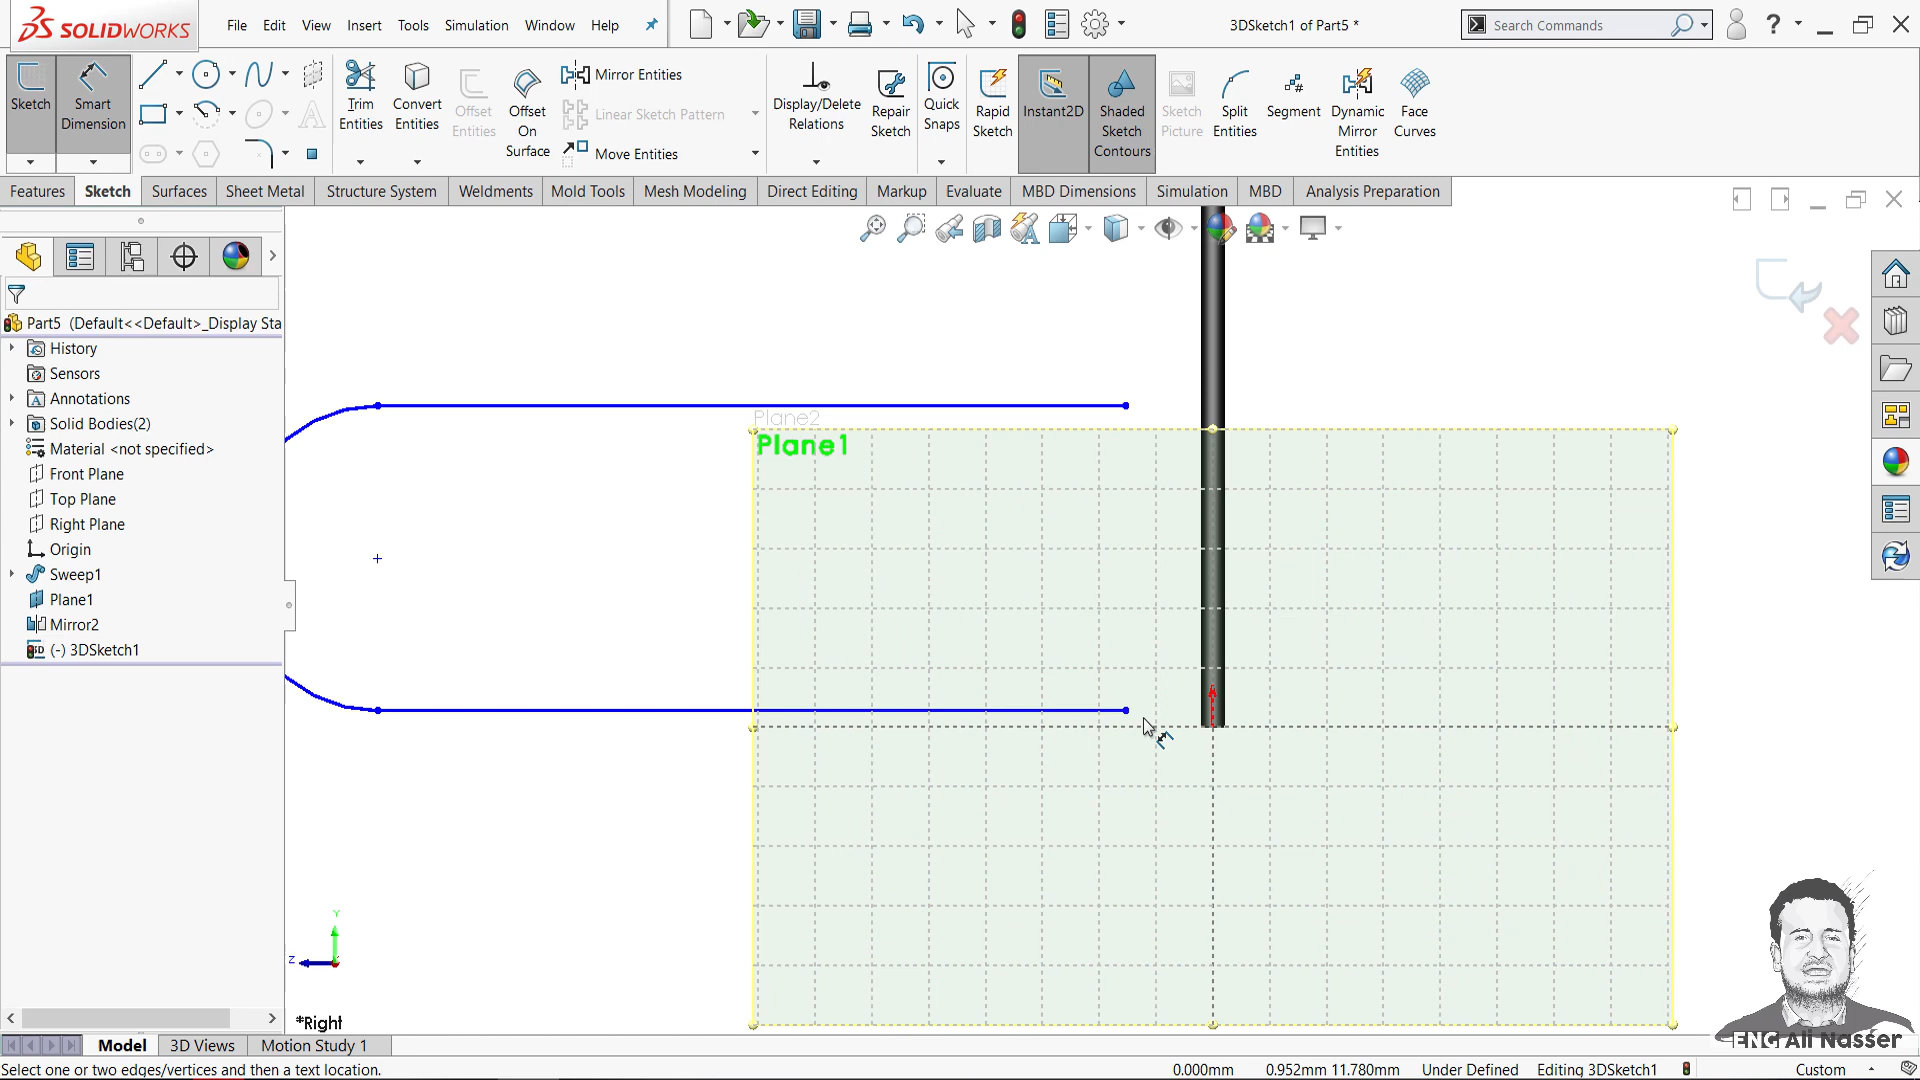 SOLIDWORKS
File Edit View Insert Tools Simulation Window Help
3DSketch1 of Part5 *
Search Commands
Sketch
Smart Dimension
Trim Entities
Convert Entities
Offset Entities
Offset On Surface
Mirror Entities
Linear Sketch Pattern
Move Entities
Display/Delete Relations
Repair Sketch
Quick Snaps
Rapid Sketch
Instant2D
Shaded Sketch Contours
Sketch Picture
Split Entities
Segment
Dynamic Mirror Entities
Face Curves
Features Sketch Surfaces Sheet Metal Structure System Weldments Mold Tools Mesh Modeling Direct Editing Markup Evaluate MBD Dimensions Simulation MBD Analysis Preparation
Part5 (Default<<Default>_Display Sta
History
Sensors
Annotations
Solid Bodies(2)
Material <not specified>
Front Plane
Top Plane
Right Plane
Origin
Sweep1
Plane1
Mirror2
(-) 3DSketch1
Plane2
Plane1
Y
Z
*Right
ENG Ali Nasser
Model 3D Views Motion Study 1
Select one or two edges/vertices and then a text location.
0.000mm 0.952mm 11.780mm Under Defined Editing 3DSketch1 Custom